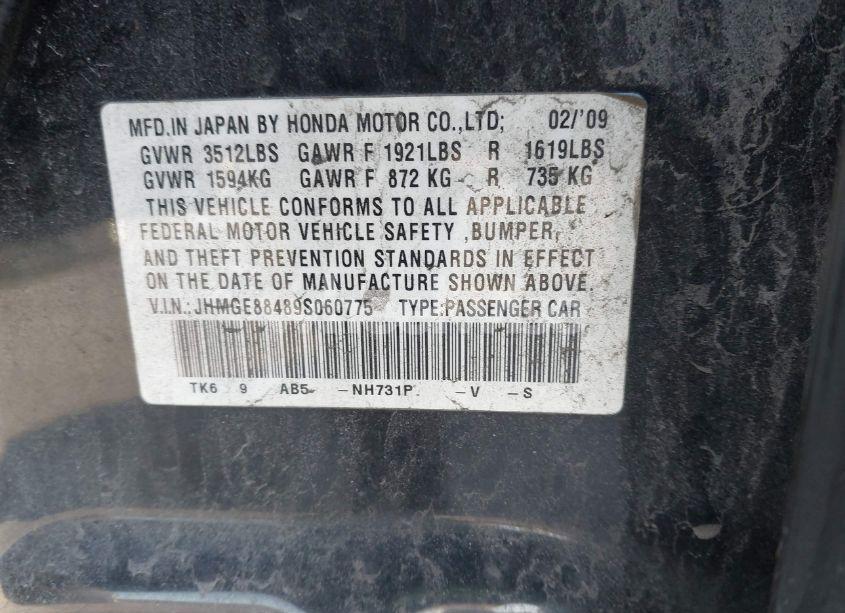 MFD.IN JAPAN BY HONDA MOTOR CO.,LTD; 02/'09
GVWR 3512LBS GAWR F 1921LBS R 1619LBS
GVWR 1594KG GAWR F 872 KG R 735 KG
THIS VEHICLE CONFORMS TO ALL APPLICABLE
FEDERAL MOTOR VEHICLE SAFETY ,BUMPER,
AND THEFT PREVENTION STANDARDS IN EFFECT
ON THE DATE OF MANUFACTURE SHOWN ABOVE.
V.I.N.:JHMGE88489S060775 TYPE:PASSENGER CAR
TK6 9 AB5 -NH731P -V -S